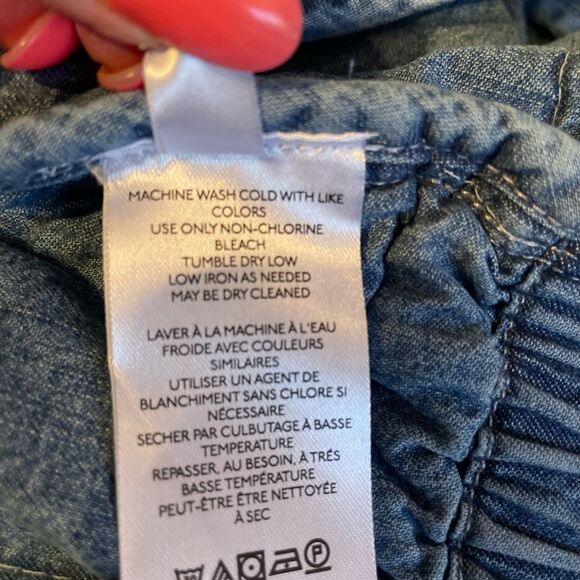 MACHINE WASH COLD WITH LIKE
COLORS
USE ONLY NON-CHLORINE
BLEACH
TUMBLE DRY LOW
LOW IRON AS NEEDED
MAY BE DRY CLEANED
LAVER À LA MACHINE À L'EAU
FROIDE AVEC COULEURS
SIMILAIRES
UTILISER UN AGENT DE
BLANCHIMENT SANS CHLORE SI
NÉCESSAIRE
SECHER PAR CULBUTAGE À BASSE
TEMPERATURE
REPASSER, AU BESOIN, À TRÉS
BASSE TEMPÉRATURE
PEUT-ÊTRE ÊTRE NETTOYÉE
À SEC
P